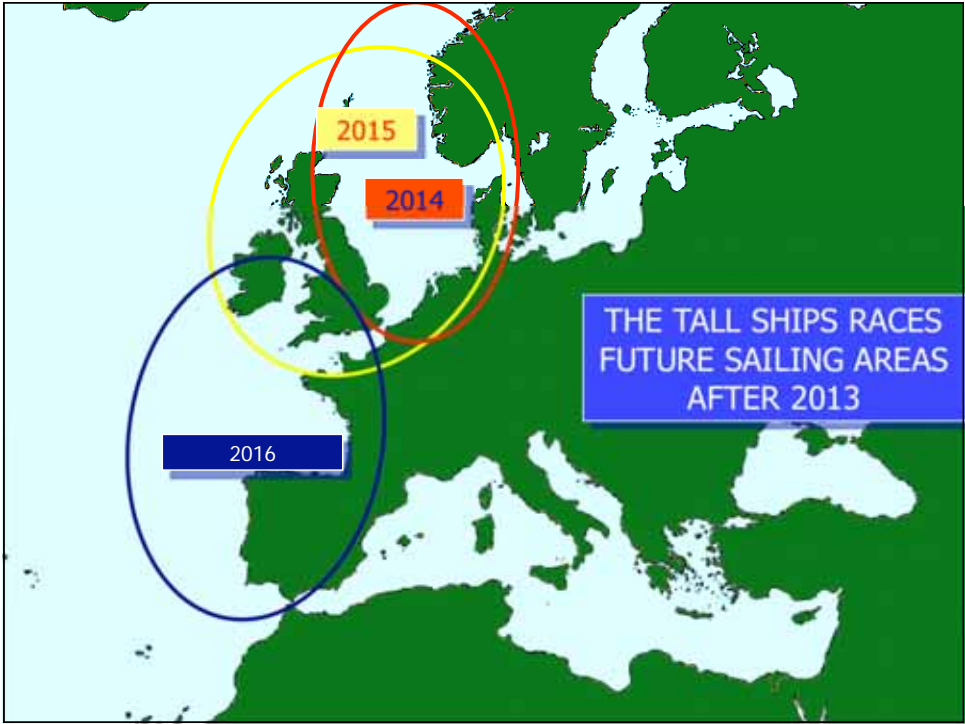 2015
2014
THE TALL SHIPS RACES
FUTURE SAILING AREAS
AFTER 2013
2016